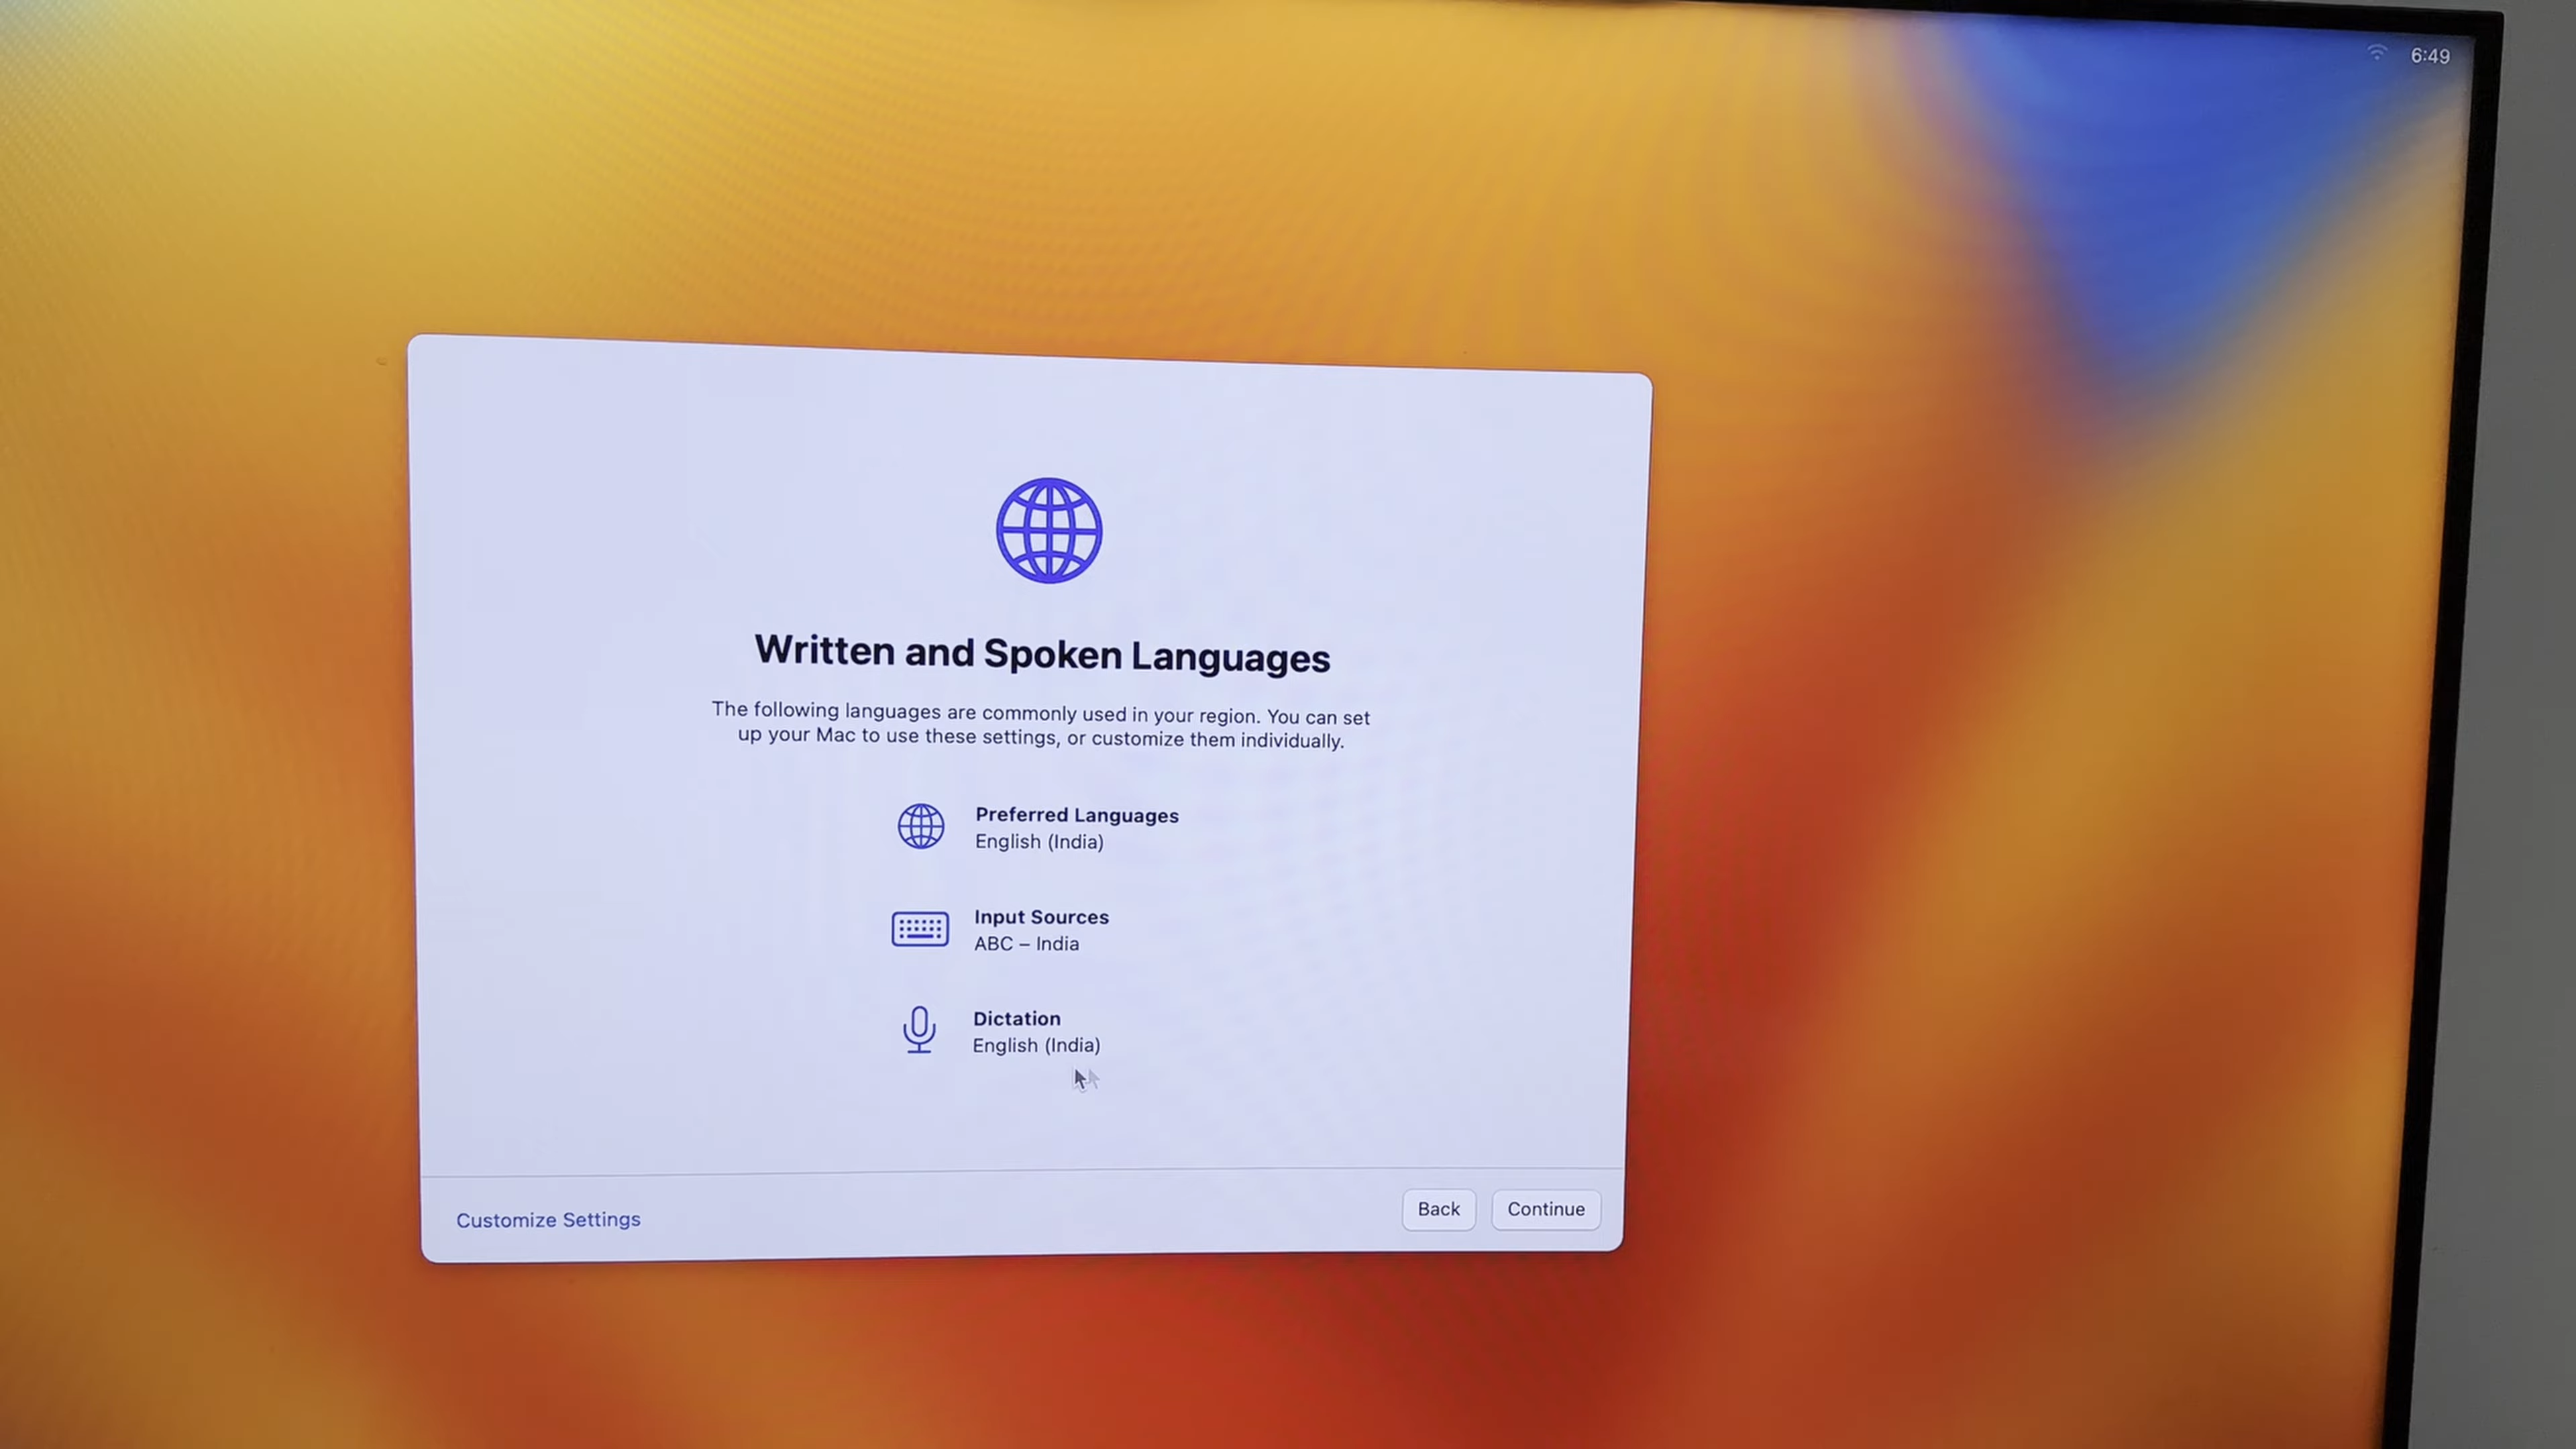 6:49
Written and Spoken Languages
The following languages are commonly used in your region. You can set
up your Mac to use these settings, or customize them individually.
Preferred Languages
English (India)
Input Sources
ABC – India
Dictation
English (India)
Customize Settings
Back
Continue